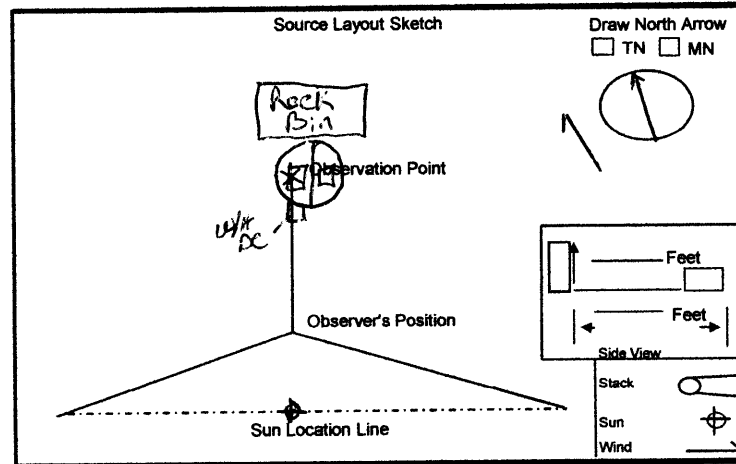 Source Layout Sketch
Draw North Arrow
TN MN
Rock
Bin
Observation Point
DC
Feet
Observer's Position
Feet
Side View
Stack
Sun
Sun Location Line
Wind